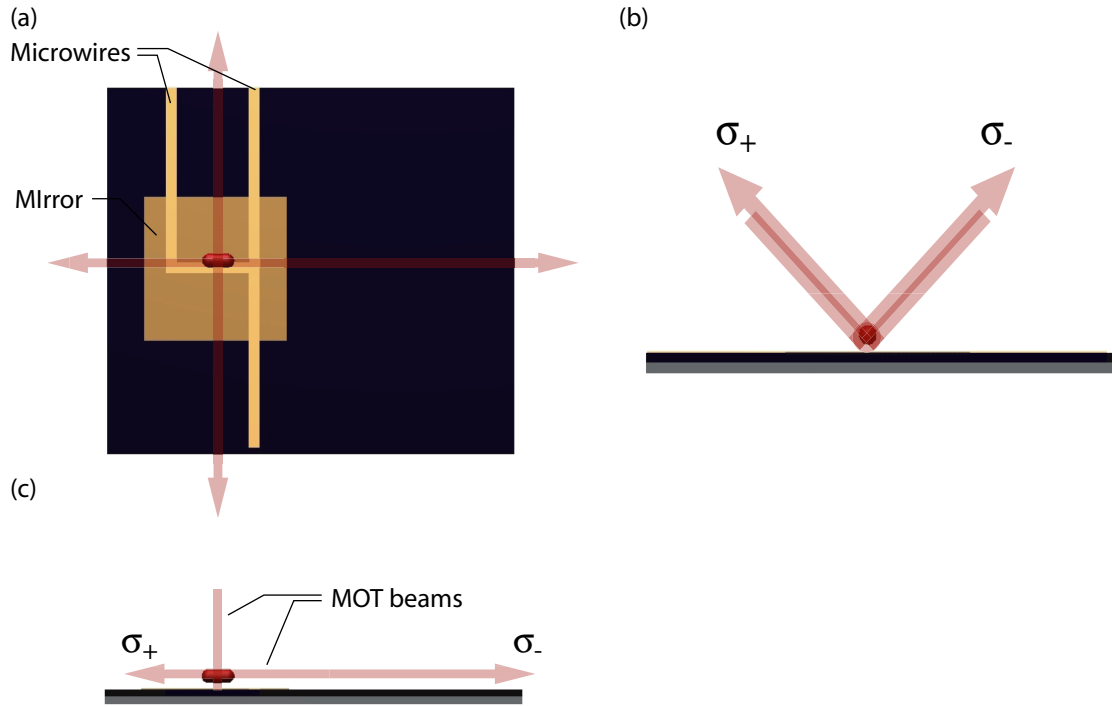 (a)
Microwires
MIrror
(b)
σ+
σ-
(c)
MOT beams
σ+
σ-